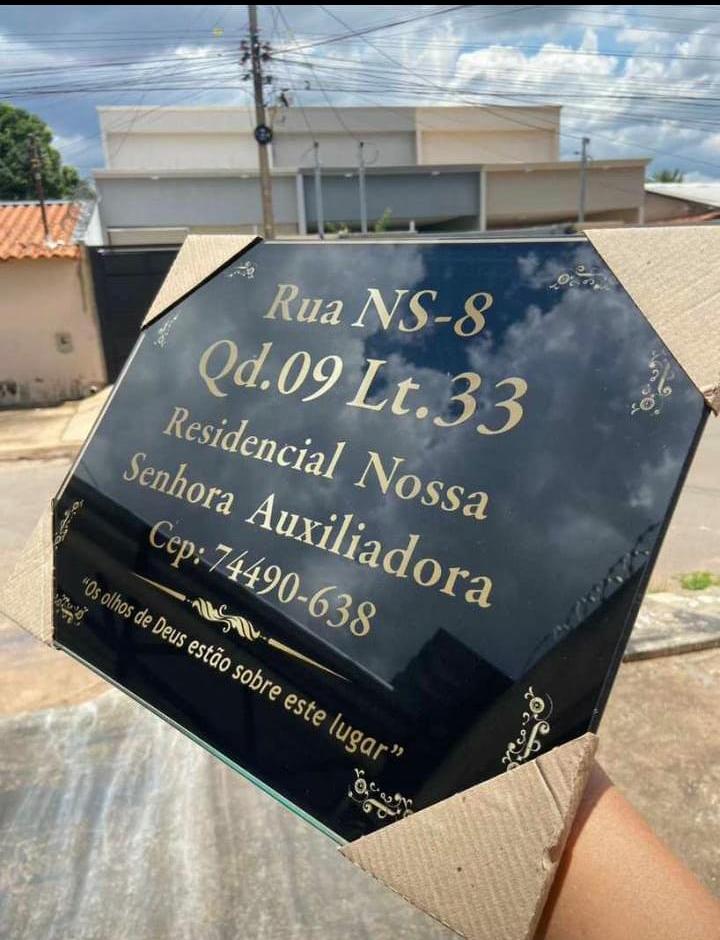 Rua NS-8
Qd.09 Lt.33
Residencial Nossa
Senhora Auxiliadora
Cep: 74490-638
"Os olhos de Deus estão sobre este lugar"